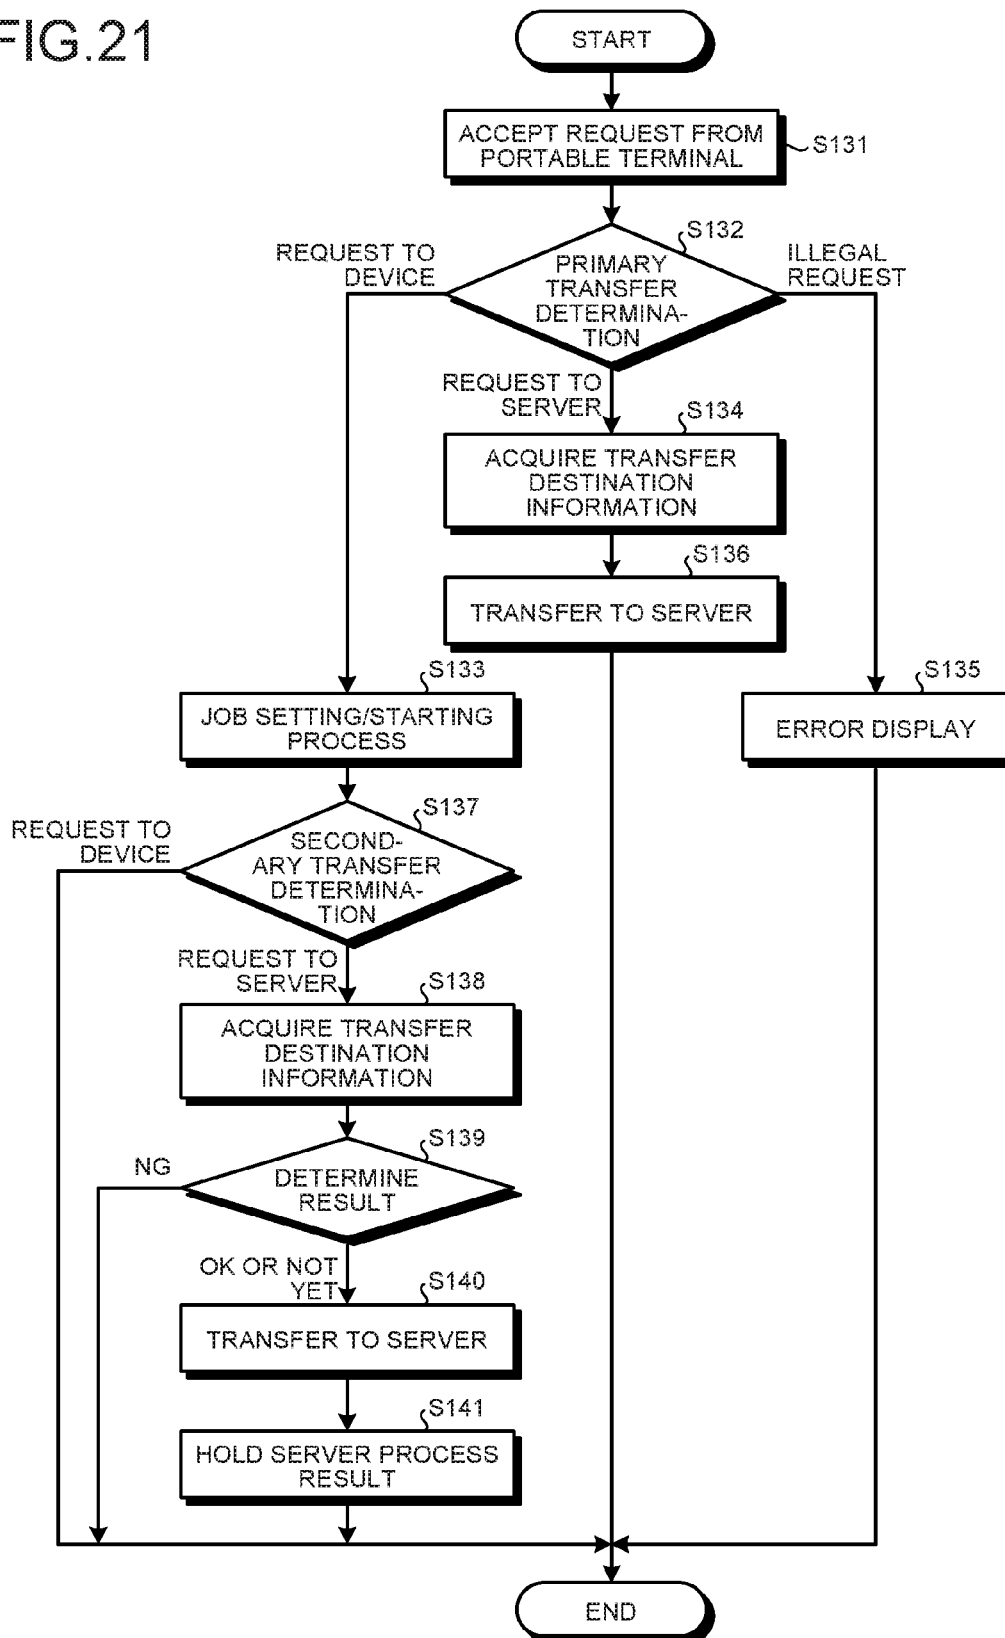 FIG.21
START
ACCEPT REQUEST FROM
PORTABLE TERMINAL
S131
S132
REQUEST TO
DEVICE
PRIMARY
TRANSFER
DETERMINA-
TION
ILLEGAL
REQUEST
REQUEST TO
SERVER
S134
ACQUIRE TRANSFER
DESTINATION
INFORMATION
S136
TRANSFER TO SERVER
S133
JOB SETTING/STARTING
PROCESS
S135
ERROR DISPLAY
S137
REQUEST TO
DEVICE
SECOND-
ARY TRANSFER
DETERMINA-
TION
REQUEST TO
SERVER
S138
ACQUIRE TRANSFER
DESTINATION
INFORMATION
S139
NG
DETERMINE
RESULT
OK OR NOT
YET
S140
TRANSFER TO SERVER
S141
HOLD SERVER PROCESS
RESULT
END